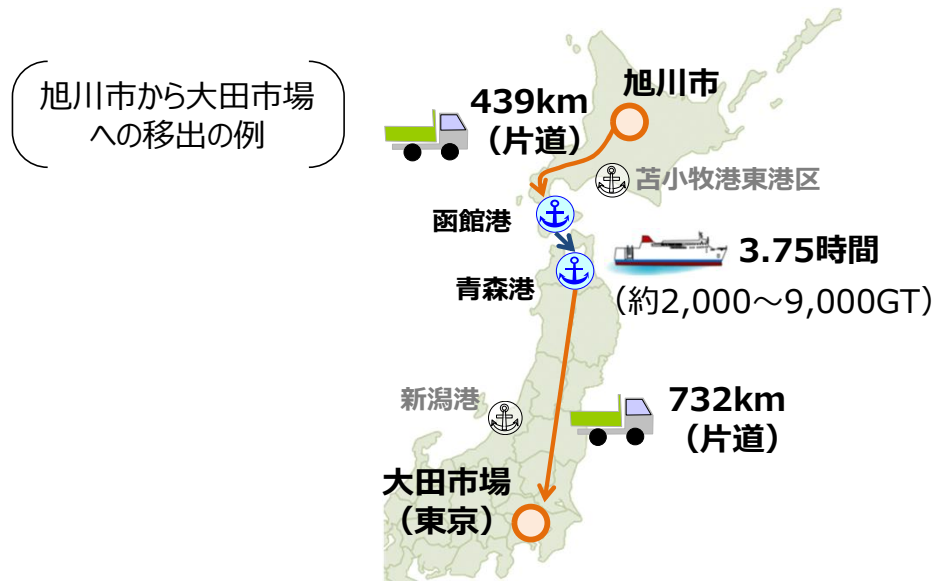 旭川市から大田市場
への移出の例
旭川市
439km
（片道）
苫小牧港東港区
函館港
3.75時間
青森港
（約2,000～9,000GT）
新潟港
732km
（片道）
大田市場
（東京）